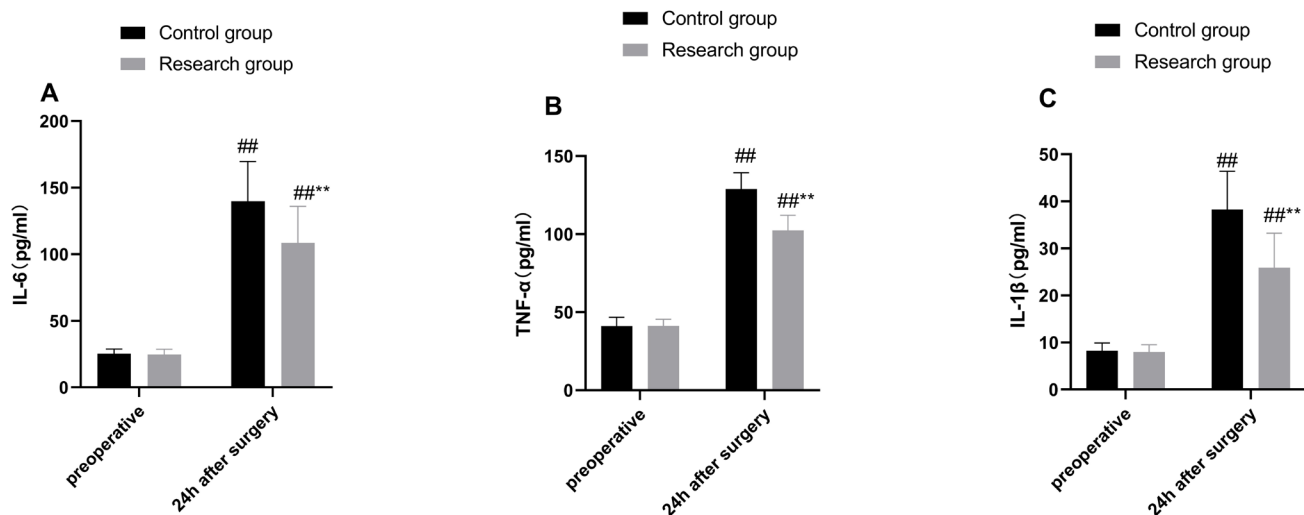 Control group
Research group
A
200
150
100
50
0
IL-6(pg/ml)
##
##**
preoperative
24h after surgery
Control group
Research group
B
150
100
50
0
TNF-α(pg/ml)
##
##**
preoperative
24h after surgery
Control group
Research group
C
50
40
30
20
10
0
IL-1β(pg/ml)
##
##**
preoperative
24h after surgery